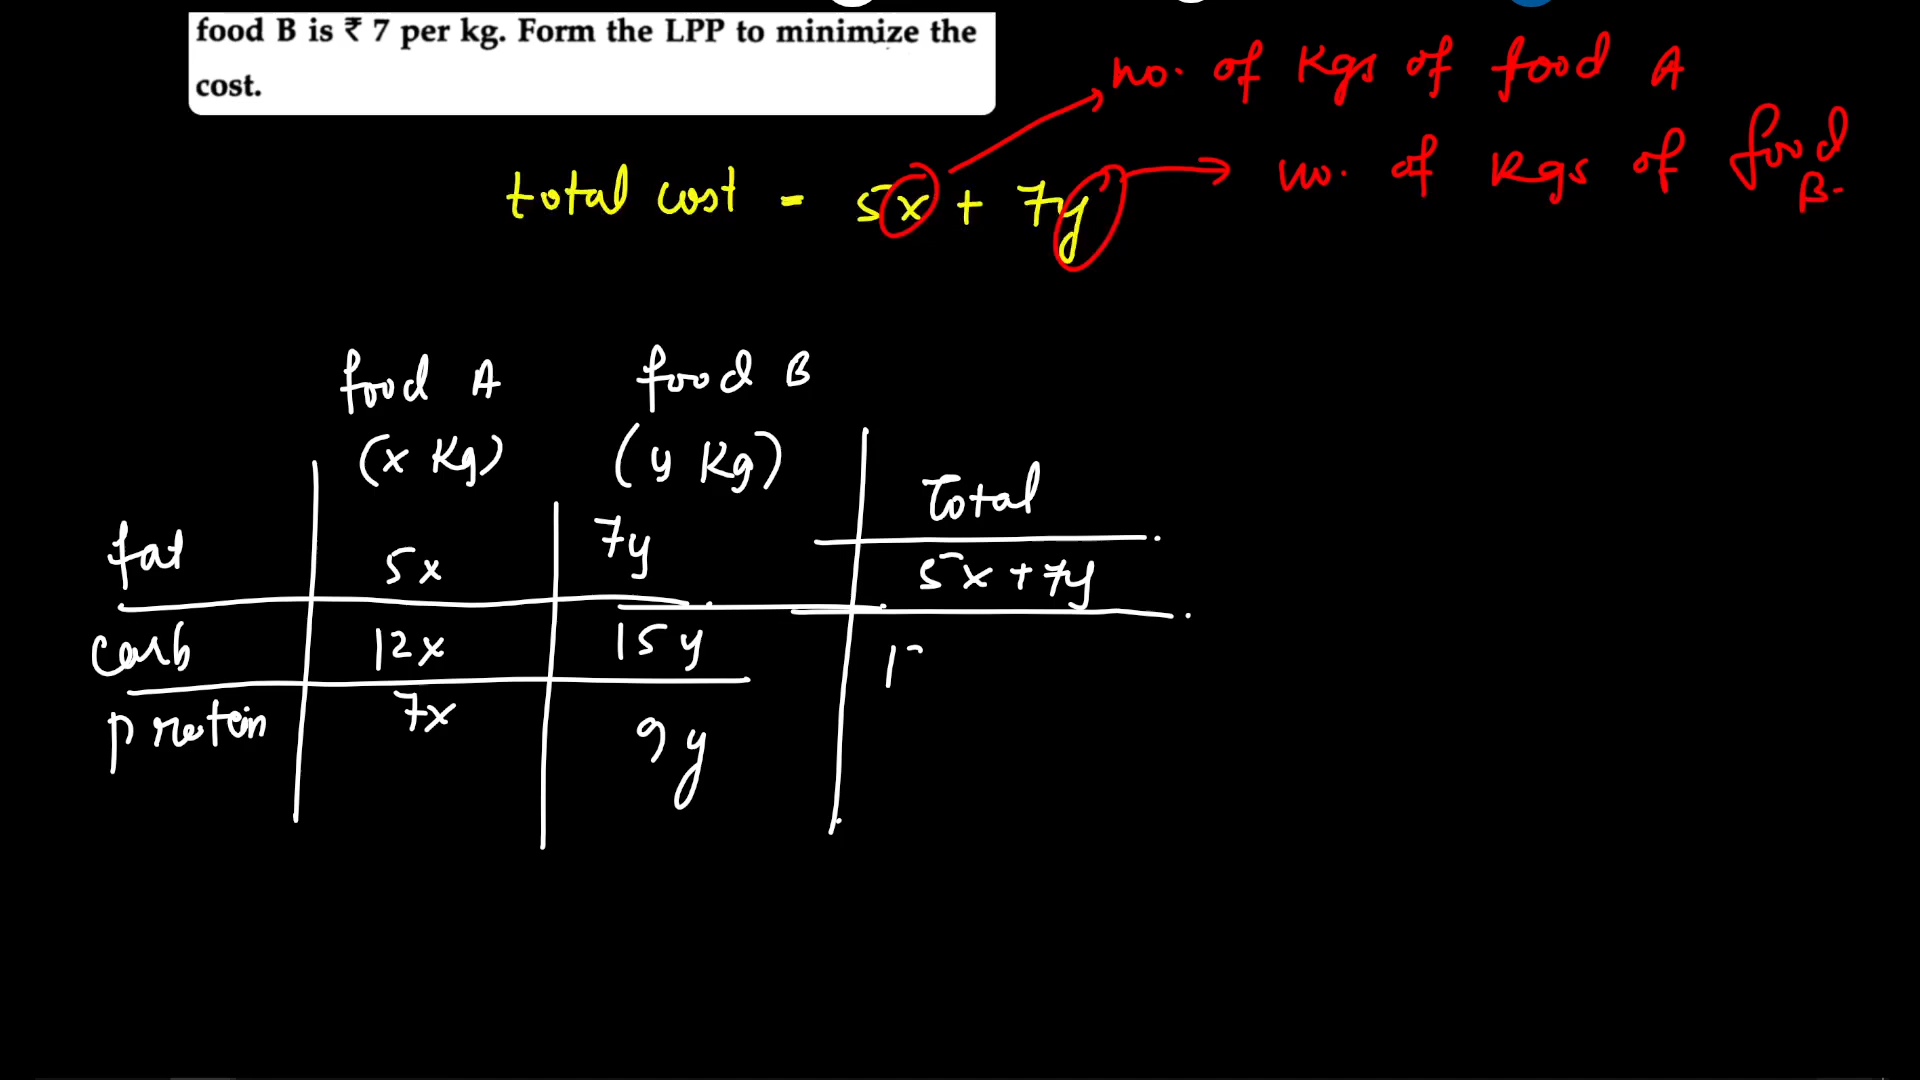 food B is ₹ 7 per kg. Form the LPP to minimize the
cost.
no. of Kgs of food A
total cost = 5x + 7y
no. of Kgs of food
B.
food A food B
(x Kg) (y Kg)
Total
fat 5x 7y 5x + 7y
carb 12x 15y 1
protein 7x 9y